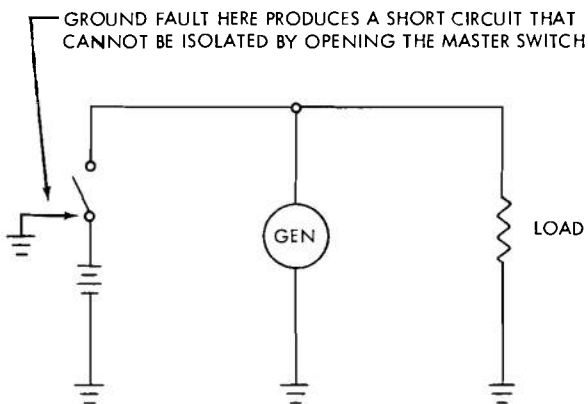 GROUND FAULT HERE PRODUCES A SHORT CIRCUIT THAT
CANNOT BE ISOLATED BY OPENING THE MASTER SWITCH
GEN
LOAD